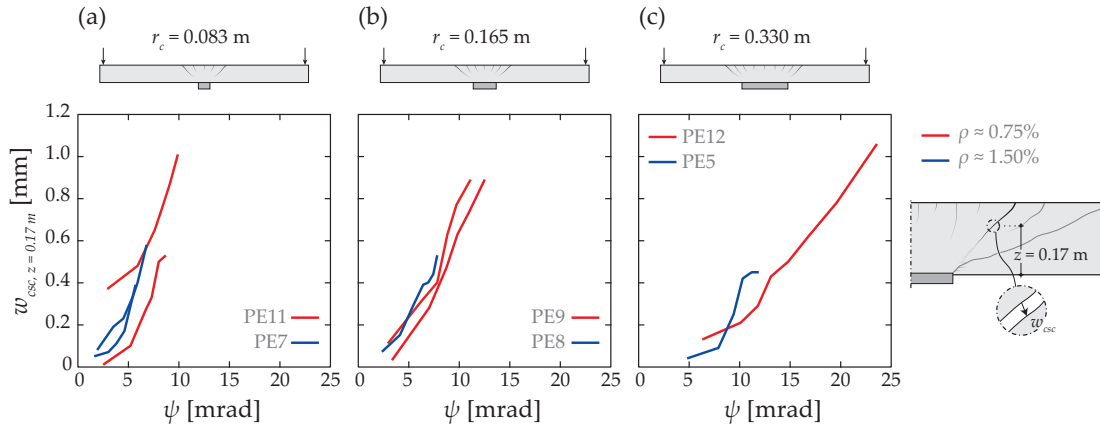 (a)
r_c = 0.083 m
(b)
r_c = 0.165 m
(c)
r_c = 0.330 m
w_csc, z = 0.17 m [mm]
1.2
1.0
0.8
0.6
0.4
0.2
0
PE11
PE7
0 5 10 15 20 25
ψ [mrad]
PE9
PE8
0 5 10 15 20 25
ψ [mrad]
PE12
PE5
0 5 10 15 20 25
ψ [mrad]
ρ ≈ 0.75%
ρ ≈ 1.50%
z = 0.17 m
w_csc